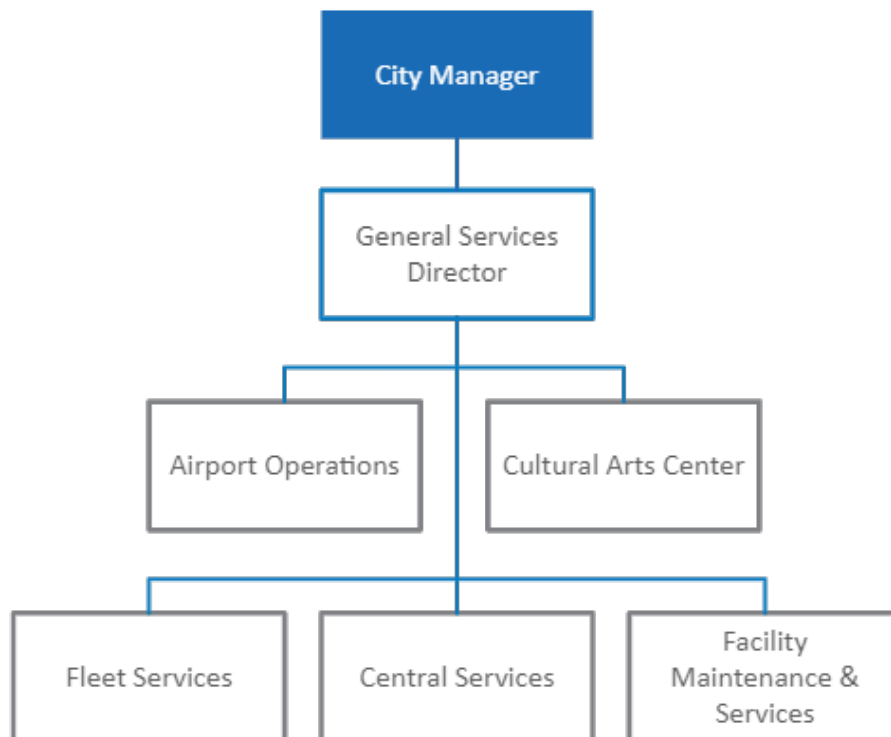 City Manager
General Services
Director
Airport Operations
Cultural Arts Center
Fleet Services
Central Services
Facility
Maintenance &
Services